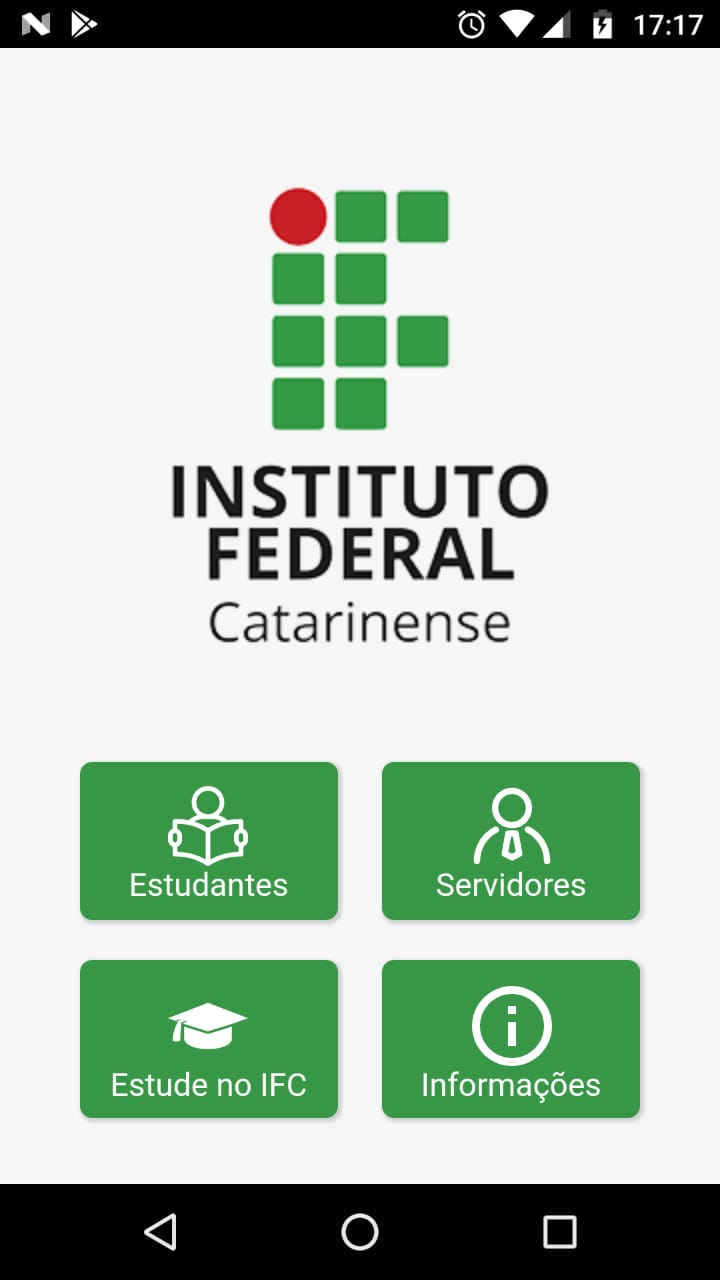 17:17
INSTITUTO
FEDERAL
Catarinense
Estudantes
Servidores
Estude no IFC
Informações